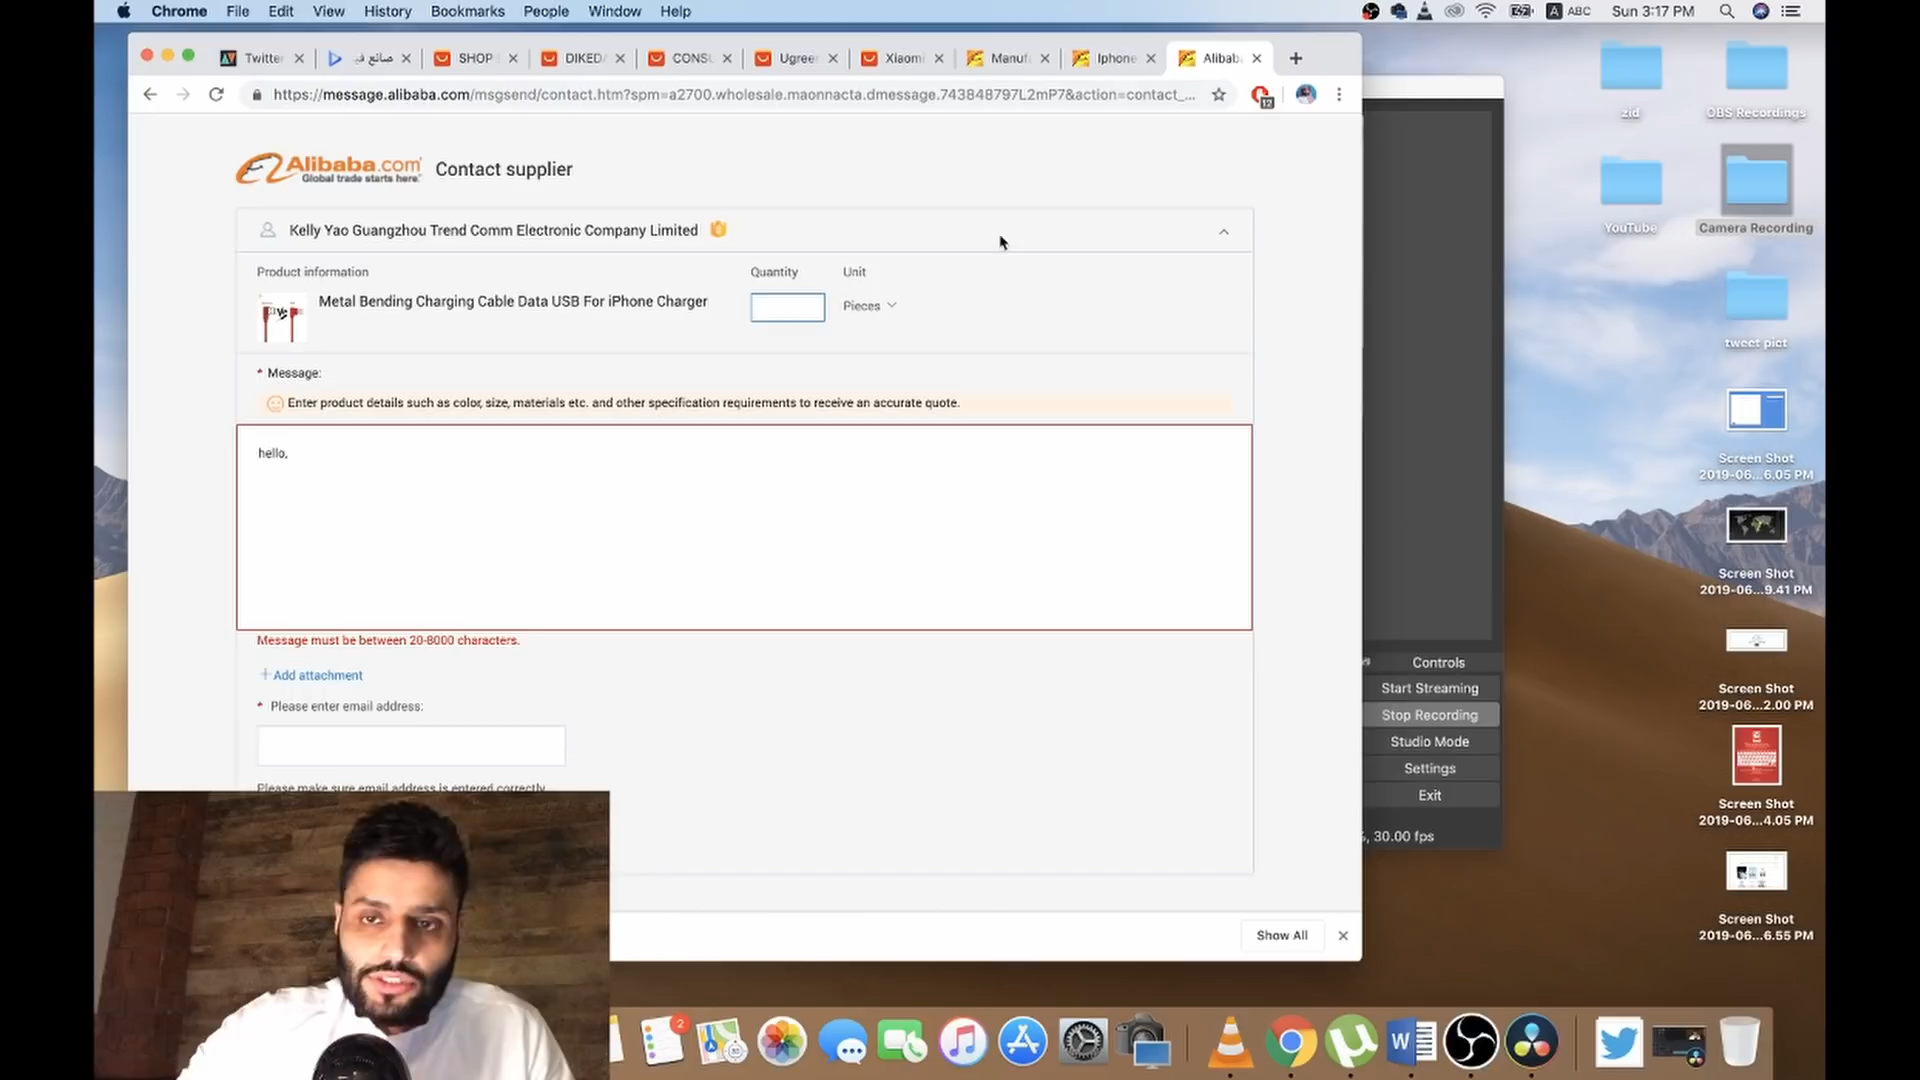 Chrome File Edit View History Bookmarks People Window Help
ABC Sun 3:17 PM
Twitter صانع في SHOP DIKED CONSU Ugree Xiaomi Manuf Iphone Alibab
https://message.alibaba.com/msgsend/contact.htm?spm=a2700.wholesale.maonnacta.dmessage.743848797L2mP7&action=contact_...
12
Alibaba.com
Global trade starts here.
Contact supplier
Kelly Yao Guangzhou Trend Comm Electronic Company Limited
Product information Quantity Unit
Metal Bending Charging Cable Data USB For iPhone Charger
Pieces
* Message:
Enter product details such as color, size, materials etc. and other specification requirements to receive an accurate quote.
hello,
Message must be between 20-8000 characters.
Add attachment
* Please enter email address:
Please make sure email address is entered correctly
Show All
Controls
Start Streaming
Stop Recording
Studio Mode
Settings
Exit
30.00 fps
zid
OBS Recordings
YouTube
Camera Recording
tweet pict
Screen Shot
2019-06...6.05 PM
Screen Shot
2019-06...9.41 PM
Screen Shot
2019-06...2.00 PM
Screen Shot
2019-06...4.05 PM
Screen Shot
2019-06...6.55 PM
2